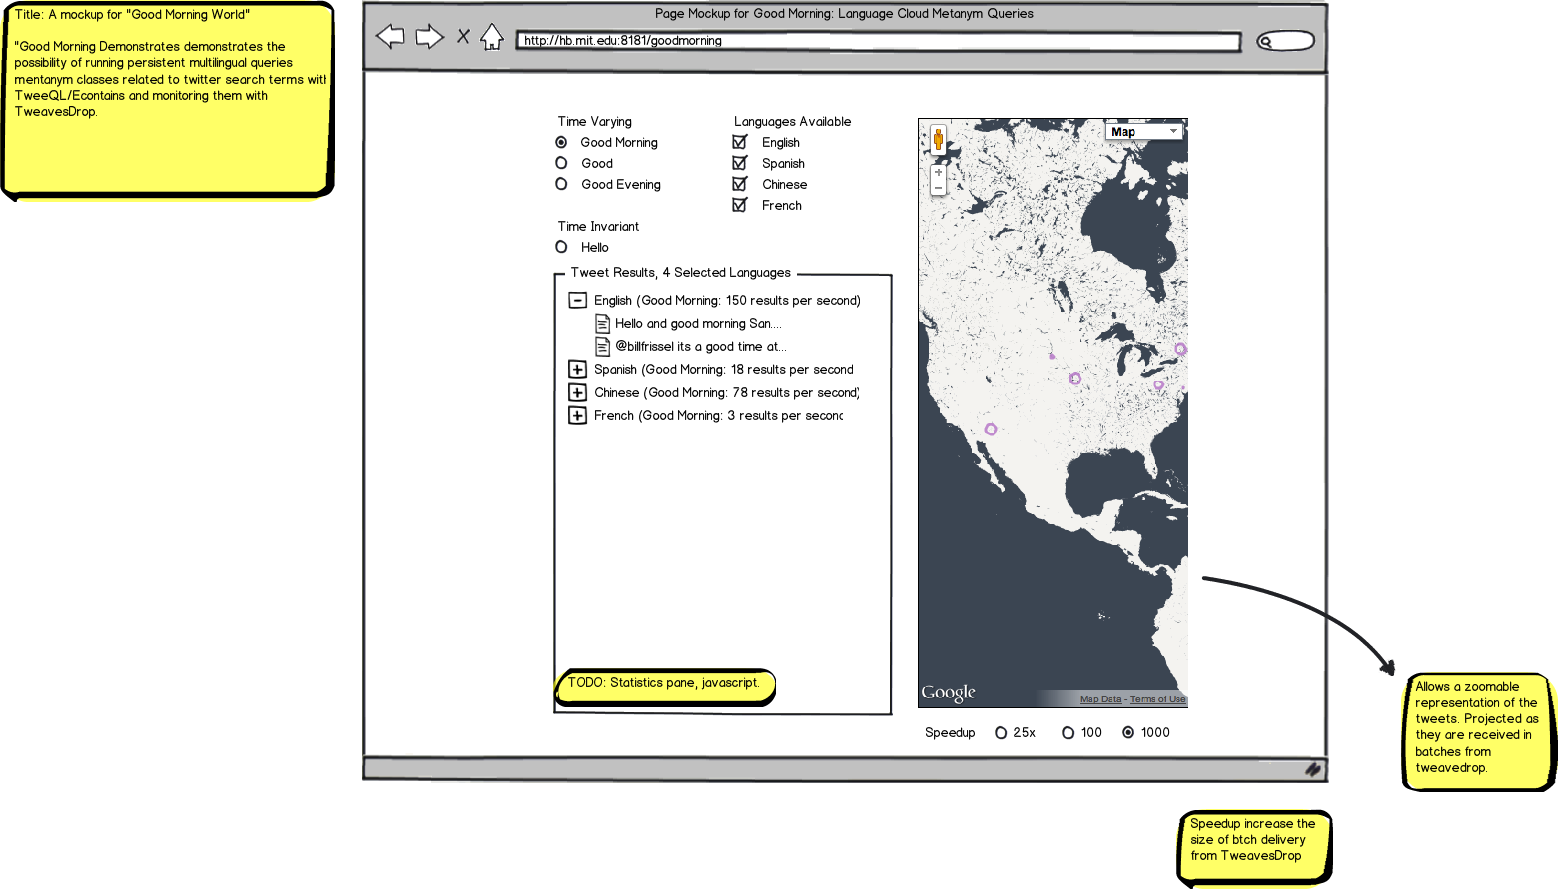 Title: A mockup for "Good Morning World"
"Good Morning Demonstrates demonstrates the
possibility of running persistent multilingual queries
mentanym classes related to twitter search terms with
TweeQL/Econtains and monitoring them with
TweavesDrop.
Page Mockup for Good Morning: Language Cloud Metanym Queries
http://hb.mit.edu:8181/goodmorning
Time Varying
Good Morning
Good
Good Evening
Time Invariant
Hello
Languages Available
English
Spanish
Chinese
French
Tweet Results, 4 Selected Languages
English (Good Morning: 150 results per second)
Hello and good morning San....
@billfrissel its a good time at...
Spanish (Good Morning: 18 results per second
Chinese (Good Morning: 78 results per second)
French (Good Morning: 3 results per second
TODO: Statistics pane, javascript.
Map
Google
Map Data - Terms of Use
Speedup 25x 100 1000
Allows a zoomable
representation of the
tweets. Projected as
they are received in
batches from
tweavedrop.
Speedup increase the
size of btch delivery
from TweavesDrop